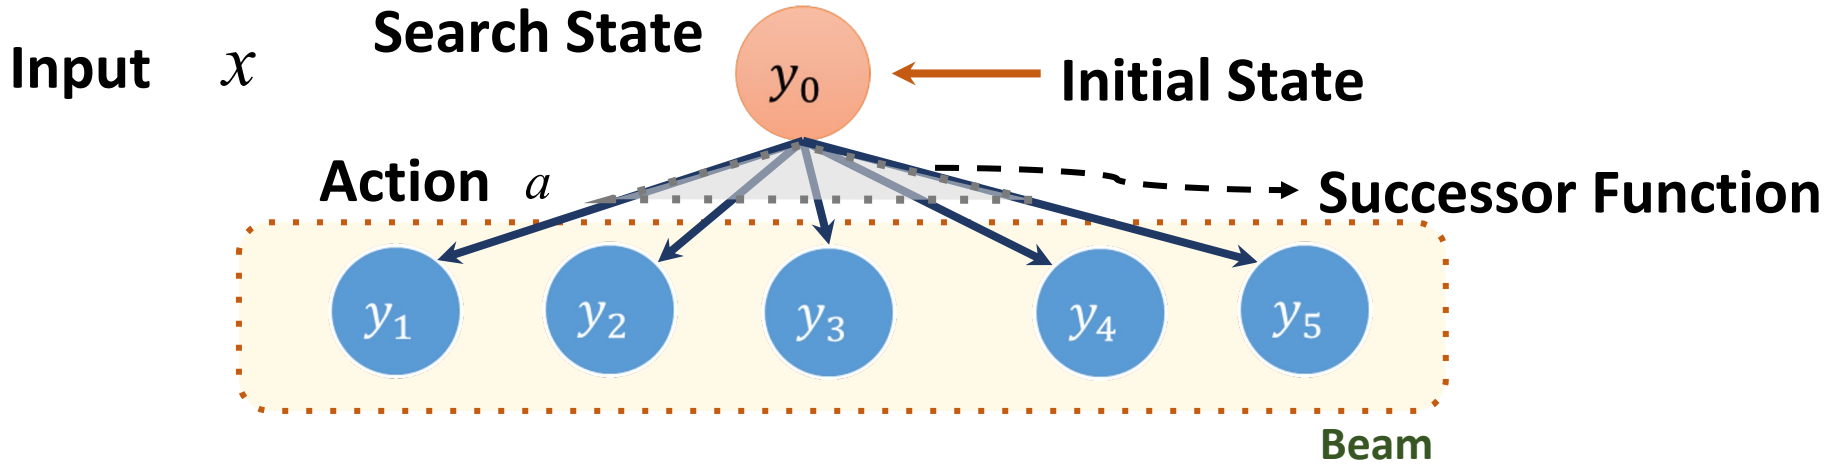 Search State
Input x
y₀
Initial State
Action a
Successor Function
y₁ y₂ y₃ y₄ y₅
Beam